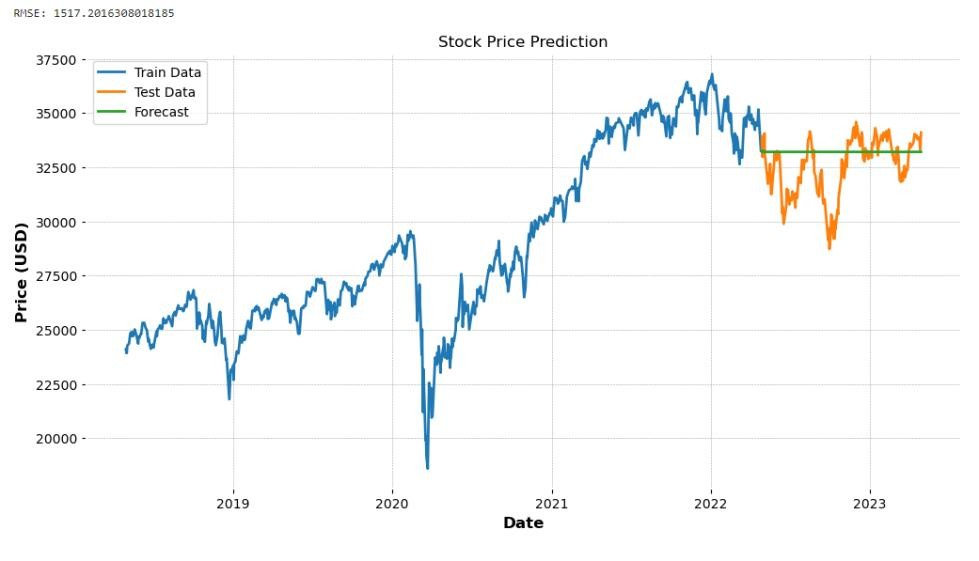 RMSE: 1517.2016308018185
Stock Price Prediction
Train Data
Test Data
Forecast
37500
35000
32500
30000
27500
25000
22500
20000
Price (USD)
2019 2020 2021 2022 2023
Date